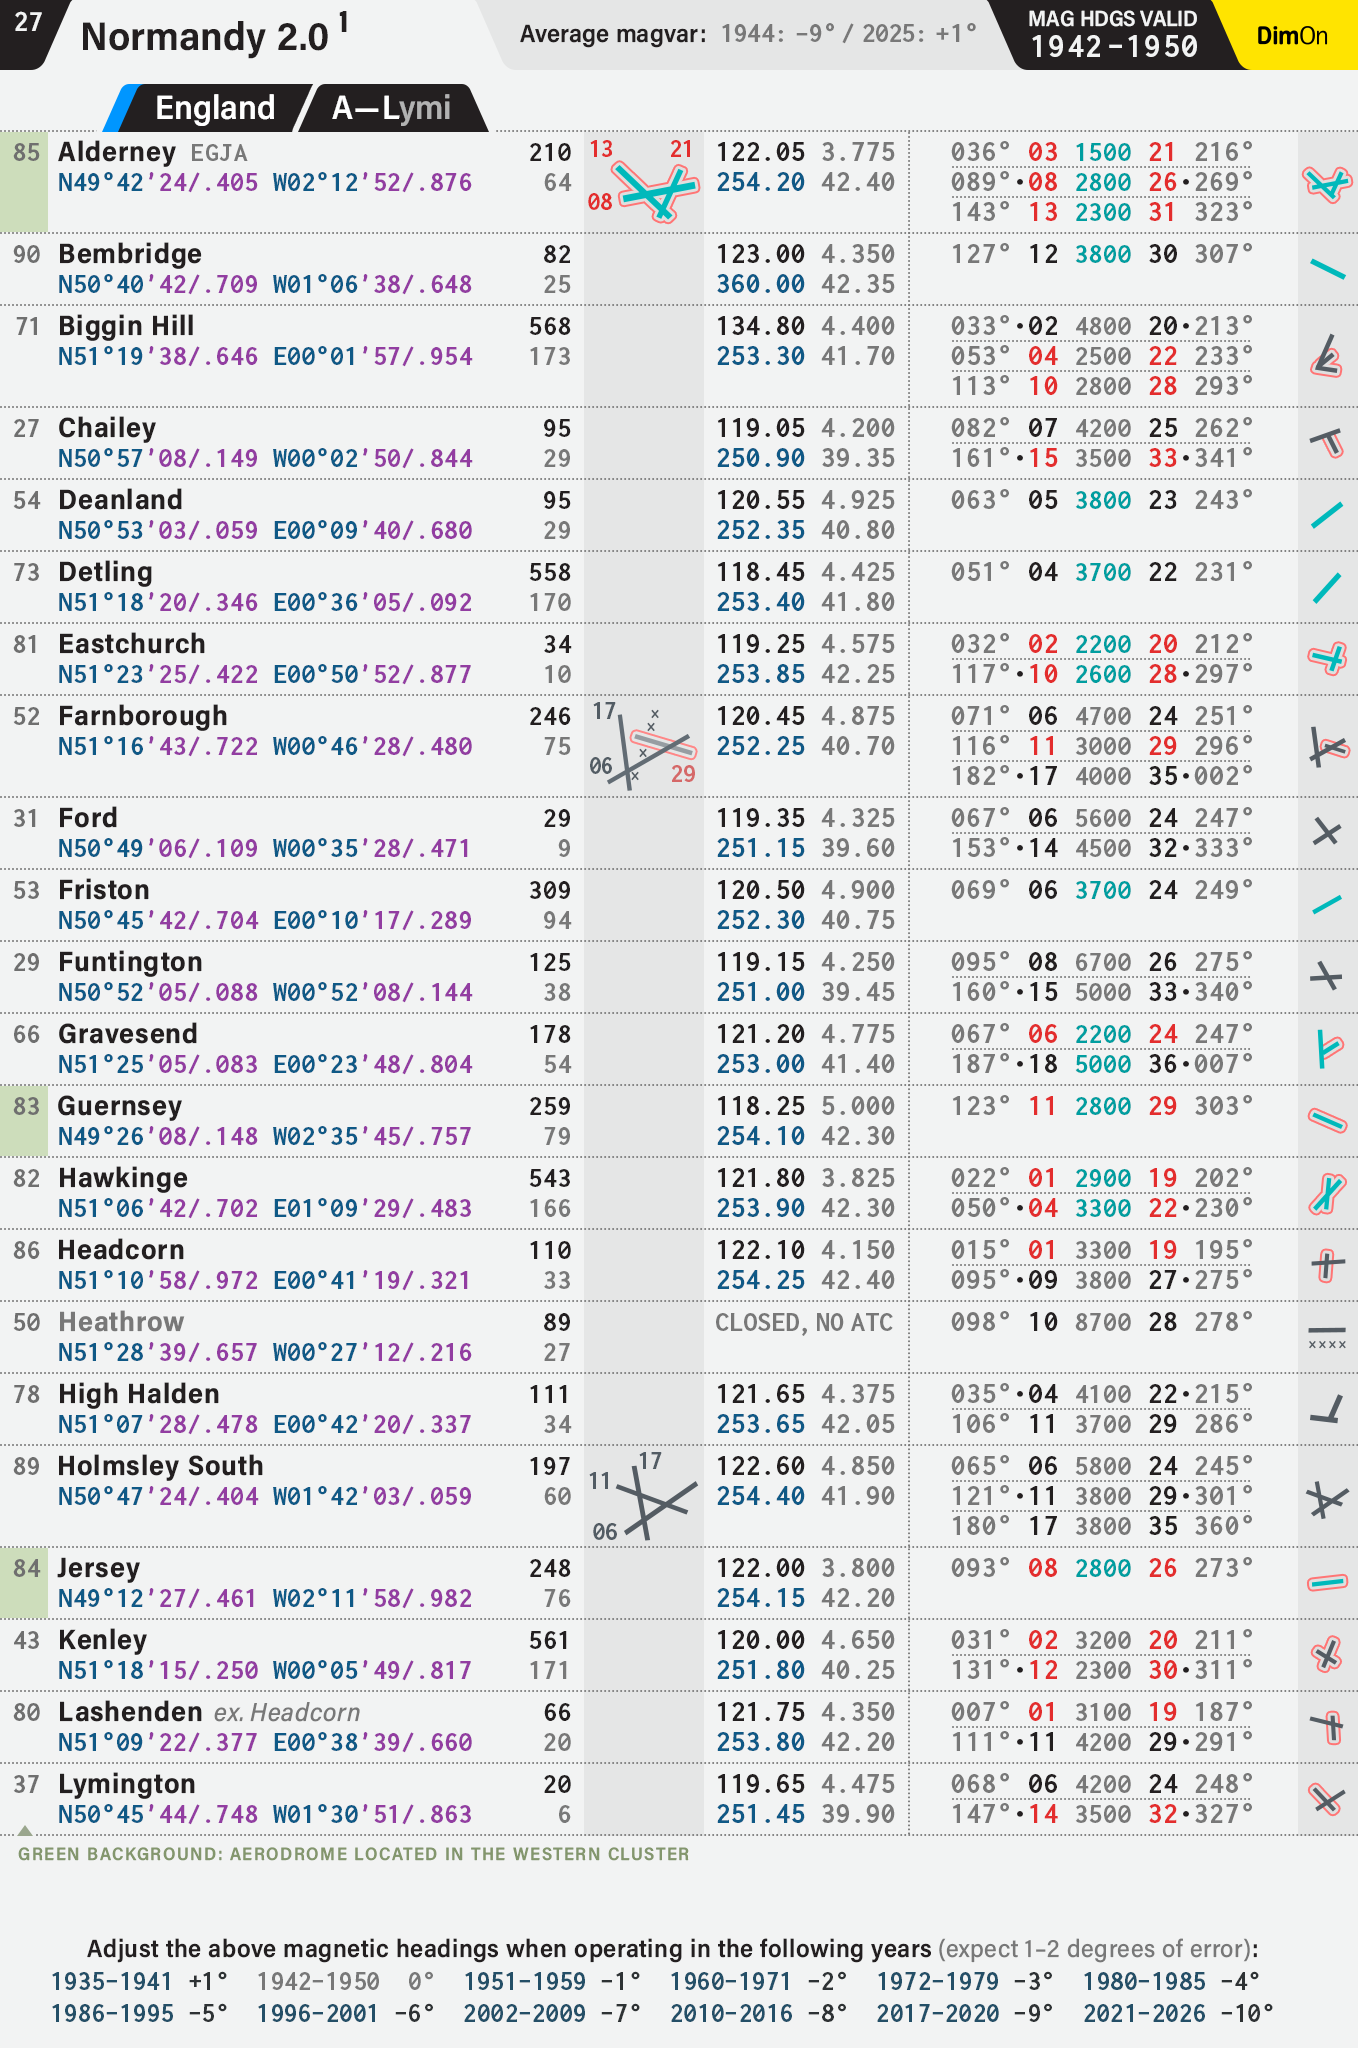 27 Normandy 2.0 1 Average magvar: 1944: -9° / 2025: +1° MAG HDGS VALID 1942-1950 DimOn
England A—Lymi
85 Alderney EGJA 210 13 21 122.05 3.775 036° 03 1500 21 216°
N49°42'24/.405 W02°12'52/.876 64 08 254.20 42.40 089°•08 2800 26•269°
143° 13 2300 31 323°
90 Bembridge 82 123.00 4.350 127° 12 3800 30 307°
N50°40'42/.709 W01°06'38/.648 25 360.00 42.35
71 Biggin Hill 568 134.80 4.400 033°•02 4800 20•213°
N51°19'38/.646 E00°01'57/.954 173 253.30 41.70 053° 04 2500 22 233°
113° 10 2800 28 293°
27 Chailey 95 119.05 4.200 082° 07 4200 25 262°
N50°57'08/.149 W00°02'50/.844 29 250.90 39.35 161°•15 3500 33•341°
54 Deanland 95 120.55 4.925 063° 05 3800 23 243°
N50°53'03/.059 E00°09'40/.680 29 252.35 40.80
73 Detling 558 118.45 4.425 051° 04 3700 22 231°
N51°18'20/.346 E00°36'05/.092 170 253.40 41.80
81 Eastchurch 34 119.25 4.575 032° 02 2200 20 212°
N51°23'25/.422 E00°50'52/.877 10 253.85 42.25 117°•10 2600 28•297°
52 Farnborough 246 17 120.45 4.875 071° 06 4700 24 251°
N51°16'43/.722 W00°46'28/.480 75 06 29 252.25 40.70 116° 11 3000 29 296°
182°•17 4000 35•002°
31 Ford 29 119.35 4.325 067° 06 5600 24 247°
N50°49'06/.109 W00°35'28/.471 9 251.15 39.60 153°•14 4500 32•333°
53 Friston 309 120.50 4.900 069° 06 3700 24 249°
N50°45'42/.704 E00°10'17/.289 94 252.30 40.75
29 Funtington 125 119.15 4.250 095° 08 6700 26 275°
N50°52'05/.088 W00°52'08/.144 38 251.00 39.45 160°•15 5000 33•340°
66 Gravesend 178 121.20 4.775 067° 06 2200 24 247°
N51°25'05/.083 E00°23'48/.804 54 253.00 41.40 187°•18 5000 36•007°
83 Guernsey 259 118.25 5.000 123° 11 2800 29 303°
N49°26'08/.148 W02°35'45/.757 79 254.10 42.30
82 Hawkinge 543 121.80 3.825 022° 01 2900 19 202°
N51°06'42/.702 E01°09'29/.483 166 253.90 42.30 050°•04 3300 22•230°
86 Headcorn 110 122.10 4.150 015° 01 3300 19 195°
N51°10'58/.972 E00°41'19/.321 33 254.25 42.40 095°•09 3800 27•275°
50 Heathrow 89 CLOSED, NO ATC 098° 10 8700 28 278°
N51°28'39/.657 W00°27'12/.216 27
78 High Halden 111 121.65 4.375 035°•04 4100 22•215°
N51°07'28/.478 E00°42'20/.337 34 253.65 42.05 106° 11 3700 29 286°
89 Holmsley South 197 17 122.60 4.850 065° 06 5800 24 245°
N50°47'24/.404 W01°42'03/.059 60 11 254.40 41.90 121°•11 3800 29•301°
06 180° 17 3800 35 360°
84 Jersey 248 122.00 3.800 093° 08 2800 26 273°
N49°12'27/.461 W02°11'58/.982 76 254.15 42.20
43 Kenley 561 120.00 4.650 031° 02 3200 20 211°
N51°18'15/.250 W00°05'49/.817 171 251.80 40.25 131°•12 2300 30•311°
80 Lashenden ex. Headcorn 66 121.75 4.350 007° 01 3100 19 187°
N51°09'22/.377 E00°38'39/.660 20 253.80 42.20 111°•11 4200 29•291°
37 Lymington 20 119.65 4.475 068° 06 4200 24 248°
N50°45'44/.748 W01°30'51/.863 6 251.45 39.90 147°•14 3500 32•327°
GREEN BACKGROUND: AERODROME LOCATED IN THE WESTERN CLUSTER
Adjust the above magnetic headings when operating in the following years (expect 1-2 degrees of error):
1935-1941 +1° 1942-1950 0° 1951-1959 -1° 1960-1971 -2° 1972-1979 -3° 1980-1985 -4°
1986-1995 -5° 1996-2001 -6° 2002-2009 -7° 2010-2016 -8° 2017-2020 -9° 2021-2026 -10°